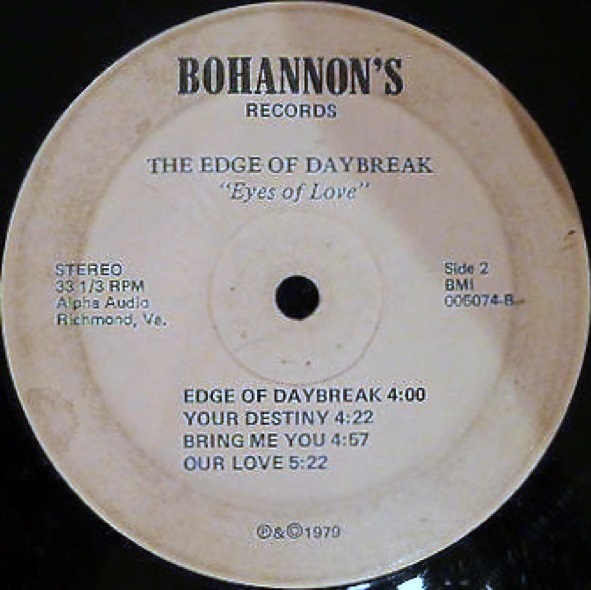 BOHANNON'S
RECORDS
THE EDGE OF DAYBREAK
"Eyes of Love"
STEREO
33 1/3 RPM
Alpha Audio
Richmond, Va.
Side 2
BMI
005074-B
EDGE OF DAYBREAK 4:00
YOUR DESTINY 4:22
BRING ME YOU 4:57
OUR LOVE 5:22
℗&©1979